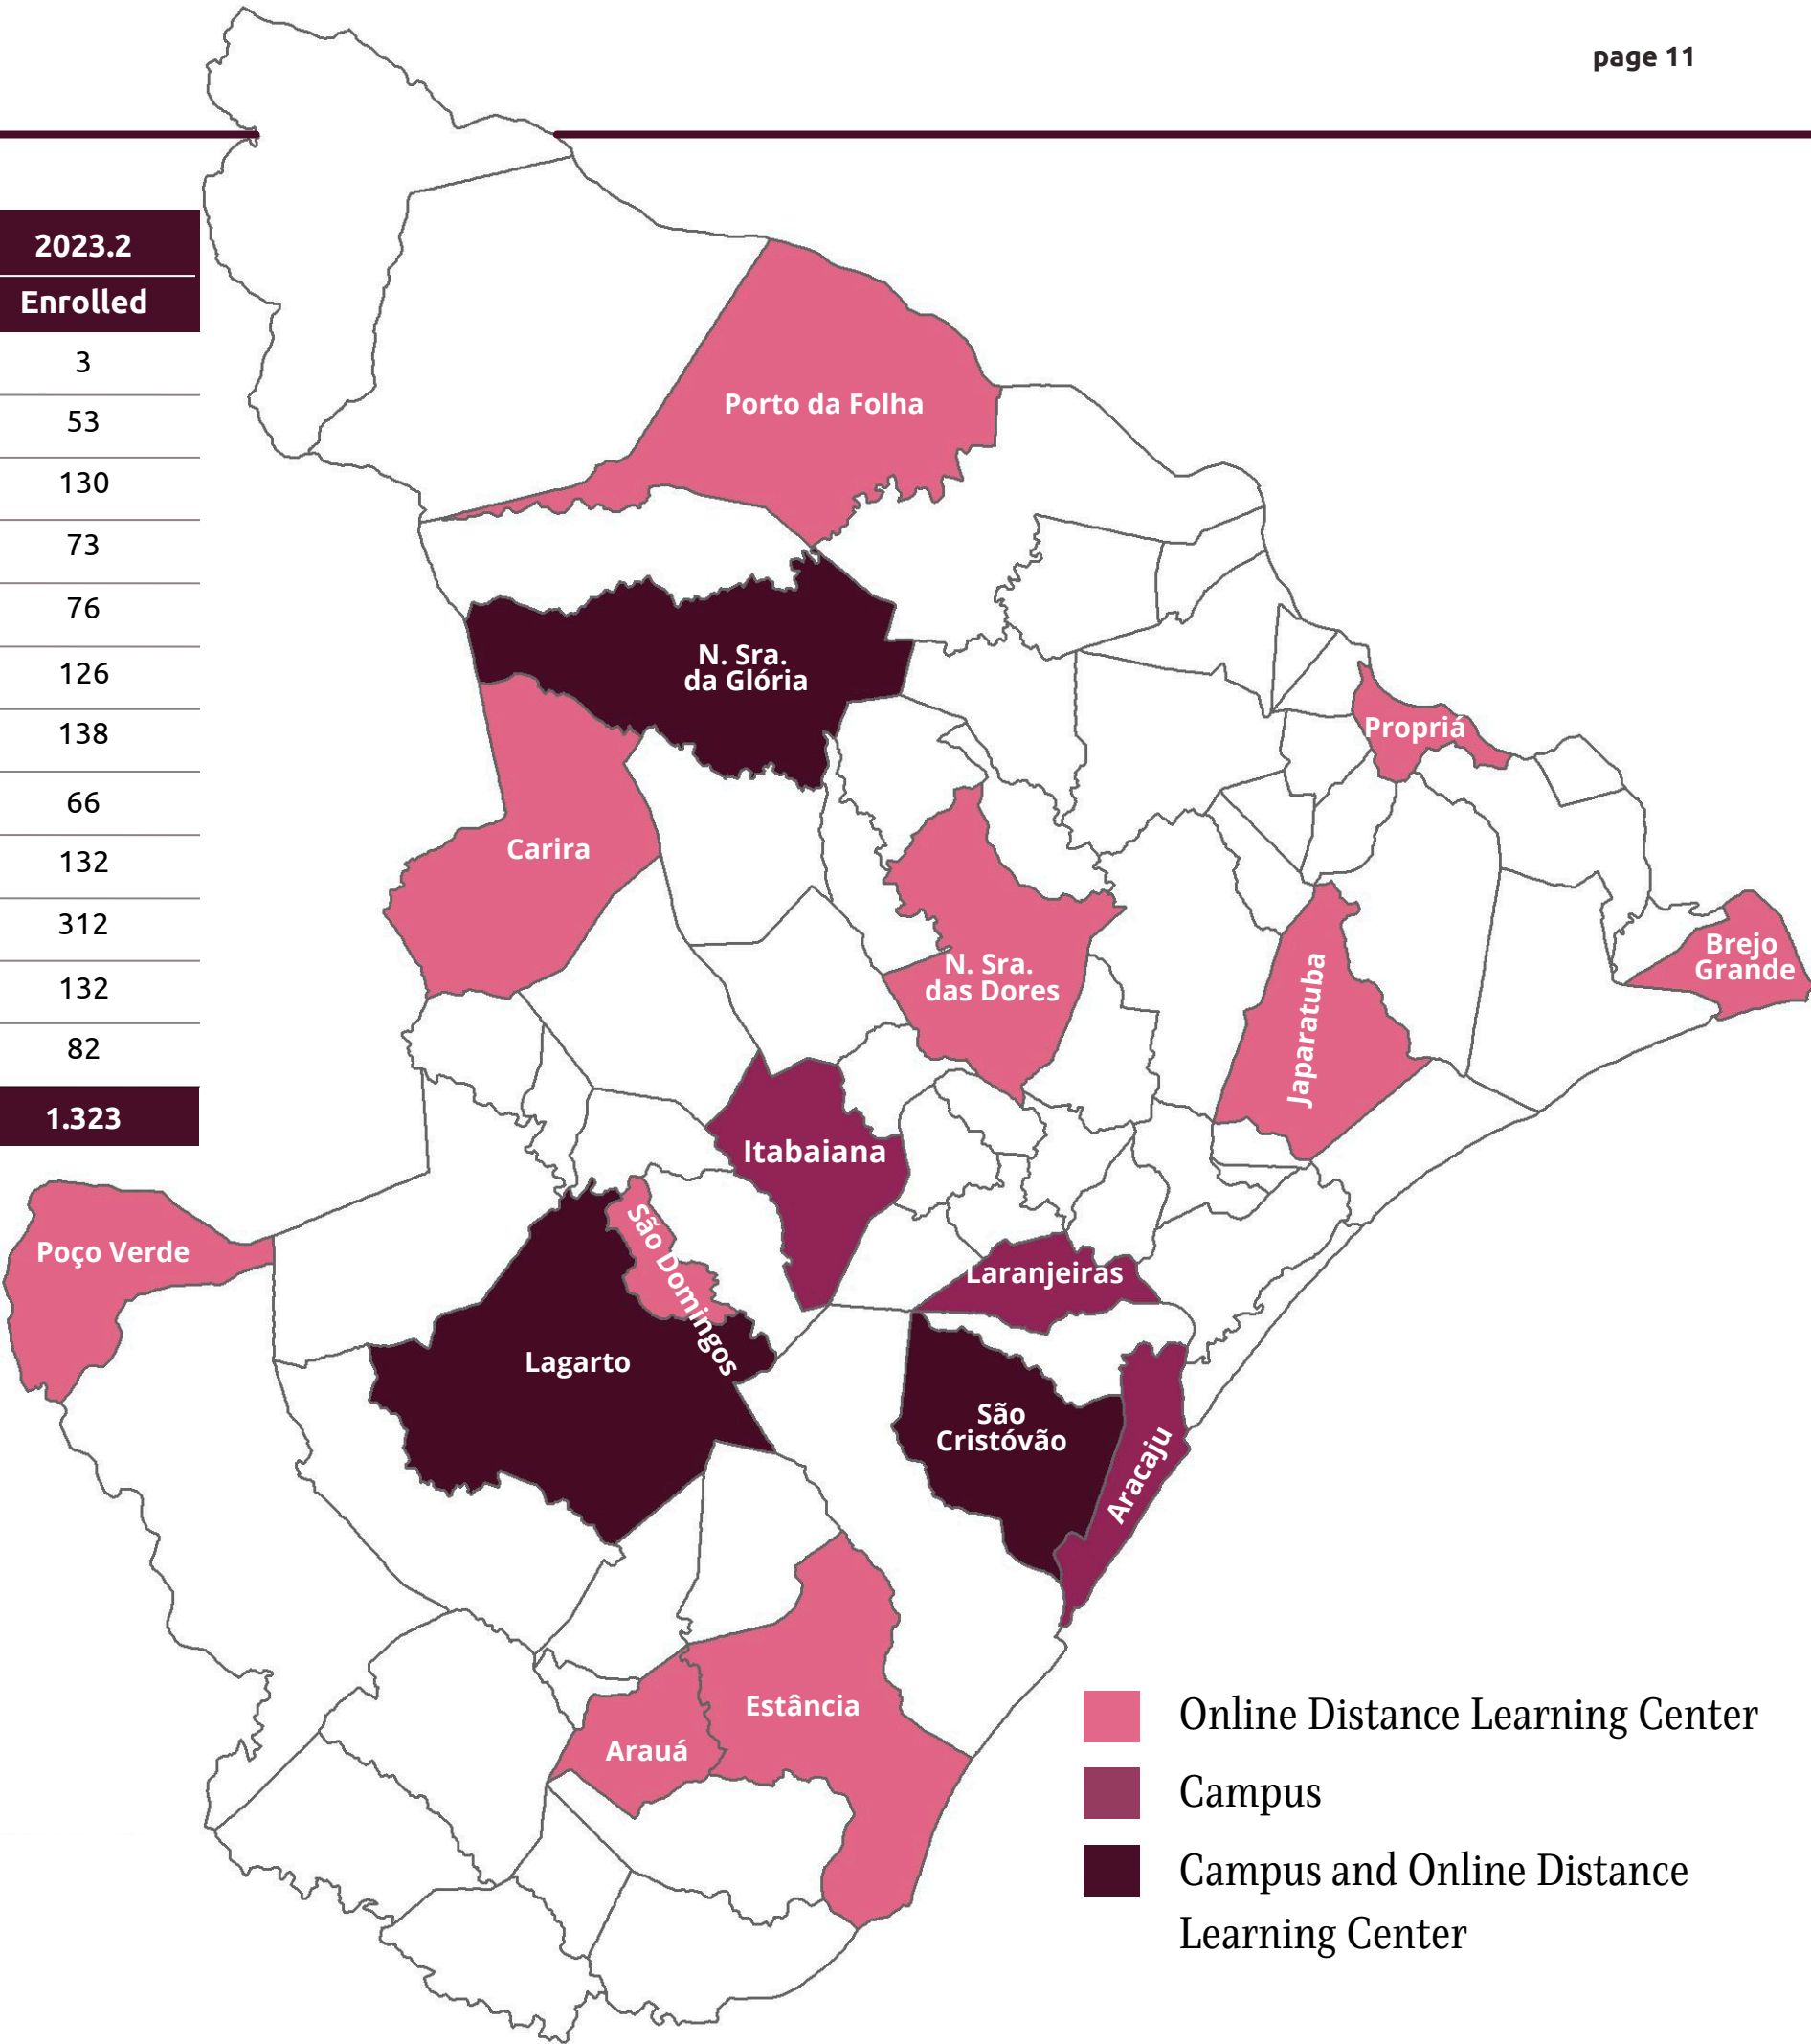 page 11
2023.2
Enrolled
3
53
130
73
76
126
138
66
132
312
132
82
1.323
Porto da Folha
N. Sra.
da Glória
Propriá
Carira
Brejo
Grande
N. Sra.
das Dores
Japaratuba
Itabaiana
São Domingos
Poço Verde
Laranjeiras
Lagarto
São
Cristóvão
Aracaju
Estância
Arauá
Online Distance Learning Center
Campus
Campus and Online Distance
Learning Center